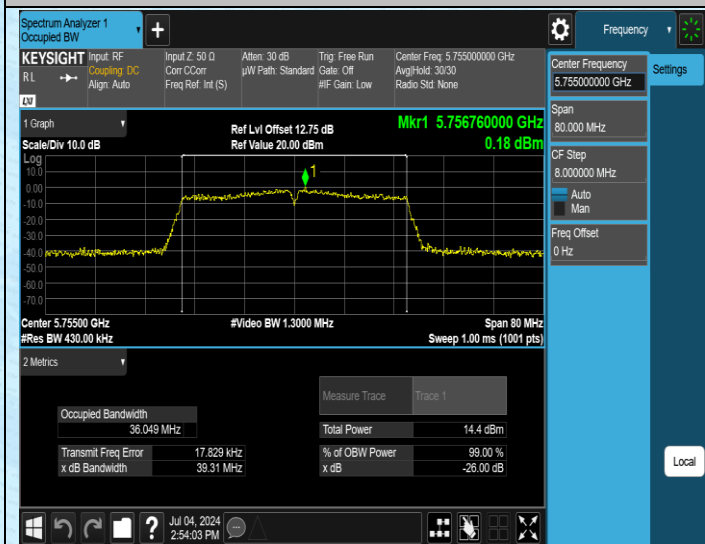 Spectrum Analyzer 1
Occupied BW
Frequency
KEYSIGHT
R L
LXI
Input: RF
Coupling: DC
Align: Auto
Input Z: 50 Ω
Corr CCorr
Freq Ref: Int (S)
Atten: 30 dB
µW Path: Standard
Trig: Free Run
Gate: Off
#IF Gain: Low
Center Freq: 5.755000000 GHz
Avg|Hold: 30/30
Radio Std: None
Center Frequency
5.755000000 GHz
Settings
Span
80.000 MHz
CF Step
8.000000 MHz
Auto
Man
Freq Offset
0 Hz
1 Graph
Scale/Div 10.0 dB
Ref Lvl Offset 12.75 dB
Ref Value 20.00 dBm
Mkr1 5.756760000 GHz
0.18 dBm
Log
10.0
0.00
-10.0
-20.0
-30.0
-40.0
-50.0
-60.0
-70.0
1
Center 5.75500 GHz
#Video BW 1.3000 MHz
Span 80 MHz
#Res BW 430.00 kHz
Sweep 1.00 ms (1001 pts)
2 Metrics
Measure Trace
Trace 1
Occupied Bandwidth
36.049 MHz
Total Power
14.4 dBm
Transmit Freq Error
17.829 kHz
% of OBW Power
99.00 %
x dB Bandwidth
39.31 MHz
x dB
-26.00 dB
Local
?
Jul 04, 2024
2:54:03 PM